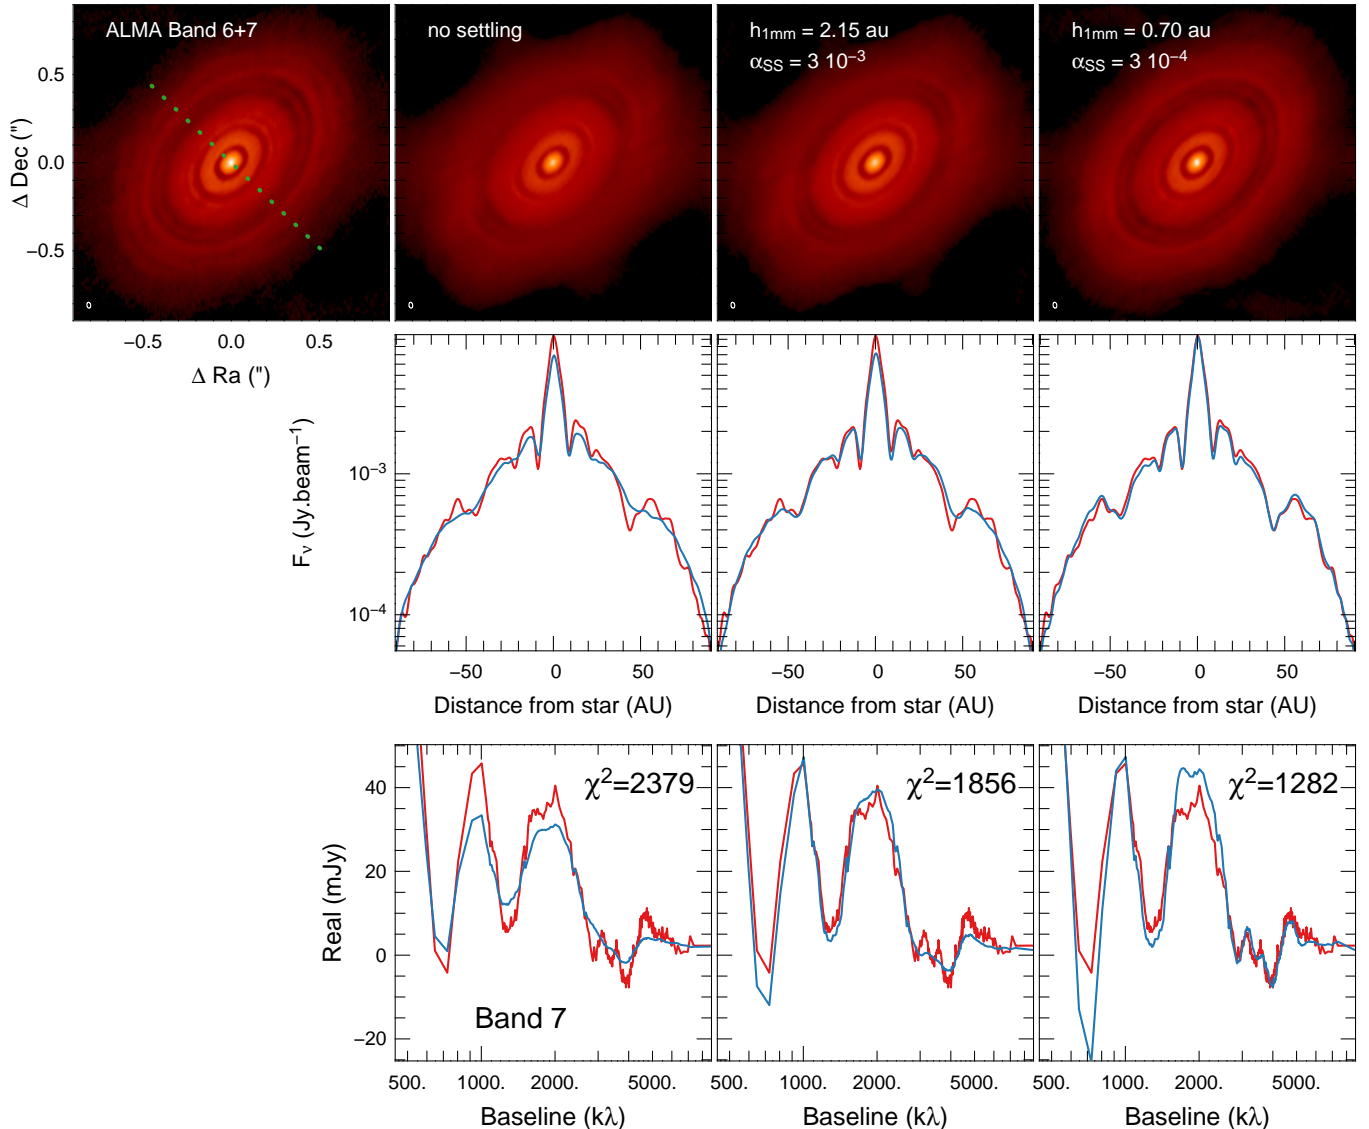 ALMA Band 6+7
no settling
h1mm = 2.15 au
αSS = 3 10−3
h1mm = 0.70 au
αSS = 3 10−4
0.5
0.0
−0.5
Δ Dec (")
−0.5 0.0 0.5
Δ Ra (")
10−3
10−4
Fν (Jy.beam−1)
−50 0 50
−50 0 50
−50 0 50
Distance from star (AU)
Distance from star (AU)
Distance from star (AU)
χ2=2379
χ2=1856
χ2=1282
40
20
0
−20
Real (mJy)
Band 7
500. 1000. 2000. 5000.
500. 1000. 2000. 5000.
500. 1000. 2000. 5000.
Baseline (kλ)
Baseline (kλ)
Baseline (kλ)